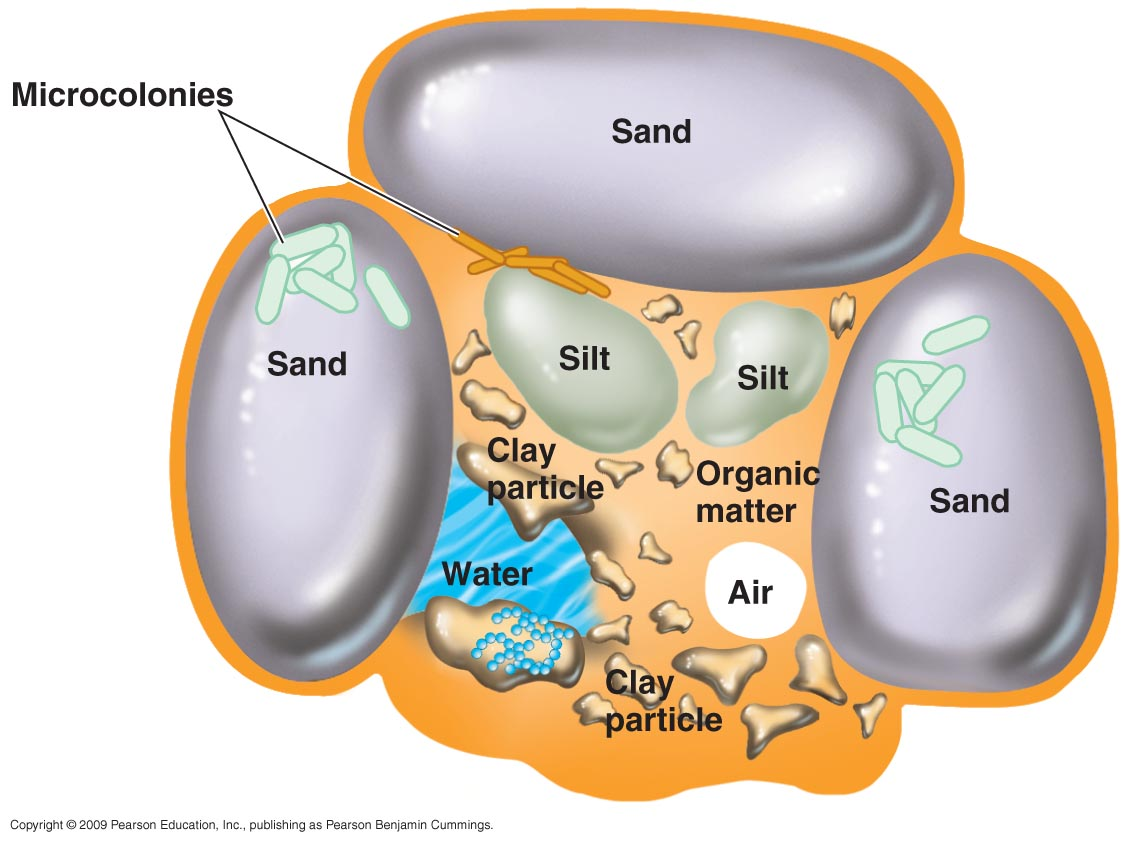 Microcolonies
Sand
Sand
Silt
Silt
Clay
particle
Organic
matter
Sand
Water
Air
Clay
particle
Copyright © 2009 Pearson Education, Inc., publishing as Pearson Benjamin Cummings.